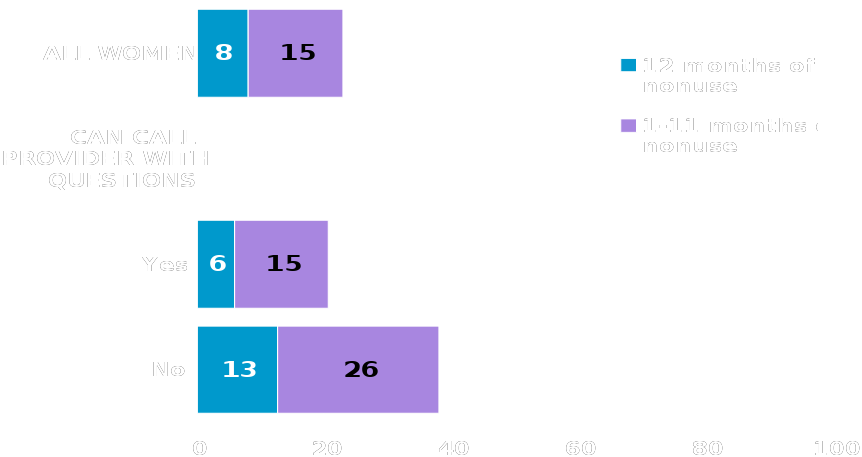 ALL WOMEN 8 15
12 months of
nonuse
1-11 months
nonuse
CAN CALL
PROVIDER WITH
QUESTIONS
Yes 6 15
No 13 26
0 20 40 60 80 100